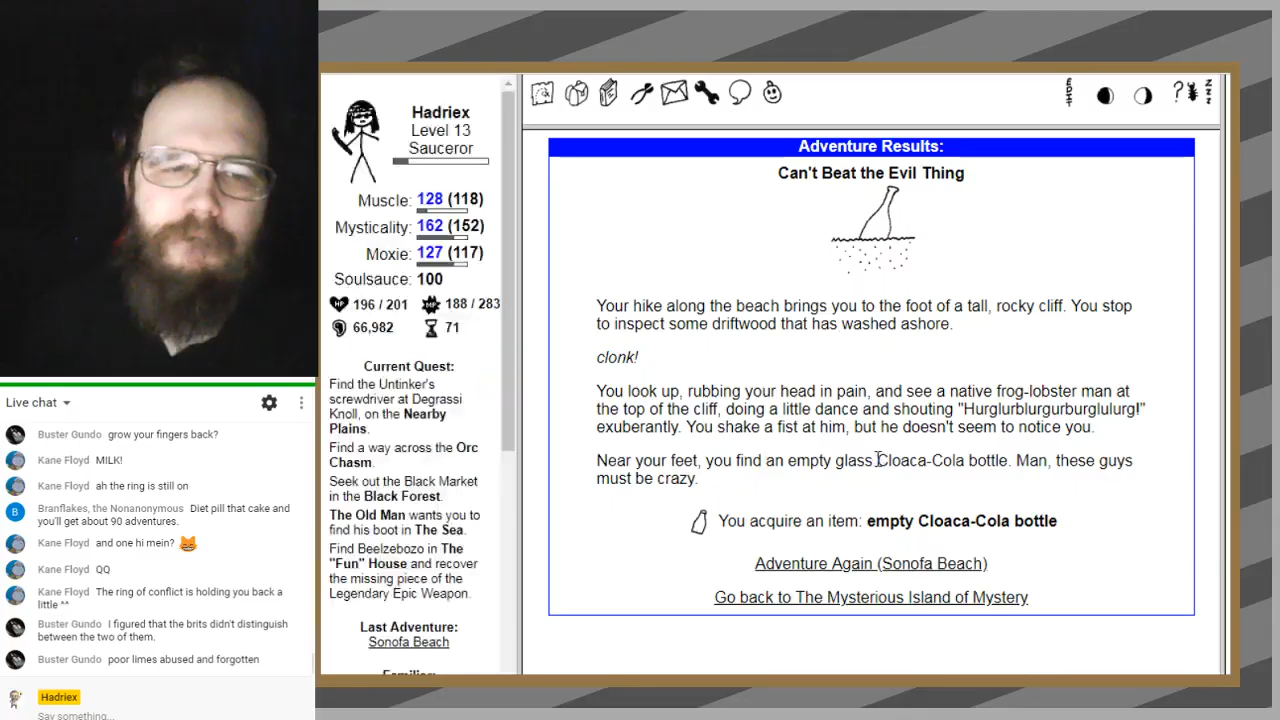 Hadriex
Level 13
Sauceror
Muscle: 128 (118)
Mysticality: 162 (152)
Moxie: 127 (117)
Soulsauce: 100
HP 196 / 201 MP 188 / 283
66,982 71
Current Quest:
Find the Untinker's
screwdriver at Degrassi
Knoll, on the Nearby
Plains.
Find a way across the Orc
Chasm.
Seek out the Black Market
in the Black Forest.
The Old Man wants you to
find his boot in The Sea.
Find Beelzebozo in The
"Fun" House and recover
the missing piece of the
Legendary Epic Weapon.
Last Adventure:
Sonofa Beach
EDIT
?
ZZZ
Adventure Results:
Can't Beat the Evil Thing
Your hike along the beach brings you to the foot of a tall, rocky cliff. You stop
to inspect some driftwood that has washed ashore.
clonk!
You look up, rubbing your head in pain, and see a native frog-lobster man at
the top of the cliff, doing a little dance and shouting "Hurglurblurgurburglulurg!"
exuberantly. You shake a fist at him, but he doesn't seem to notice you.
Near your feet, you find an empty glass Cloaca-Cola bottle. Man, these guys
must be crazy.
You acquire an item: empty Cloaca-Cola bottle
Adventure Again (Sonofa Beach)
Go back to The Mysterious Island of Mystery
Live chat
Buster Gundo grow your fingers back?
Kane Floyd MILK!
Kane Floyd ah the ring is still on
B
Branflakes, the Nonanonymous Diet pill that cake and
you'll get about 90 adventures.
Kane Floyd and one hi mein?
Kane Floyd QQ
Kane Floyd The ring of conflict is holding you back a
little ^^
Buster Gundo I figured that the brits didn't distinguish
between the two of them.
Buster Gundo poor limes abused and forgotten
Hadriex
Say something...